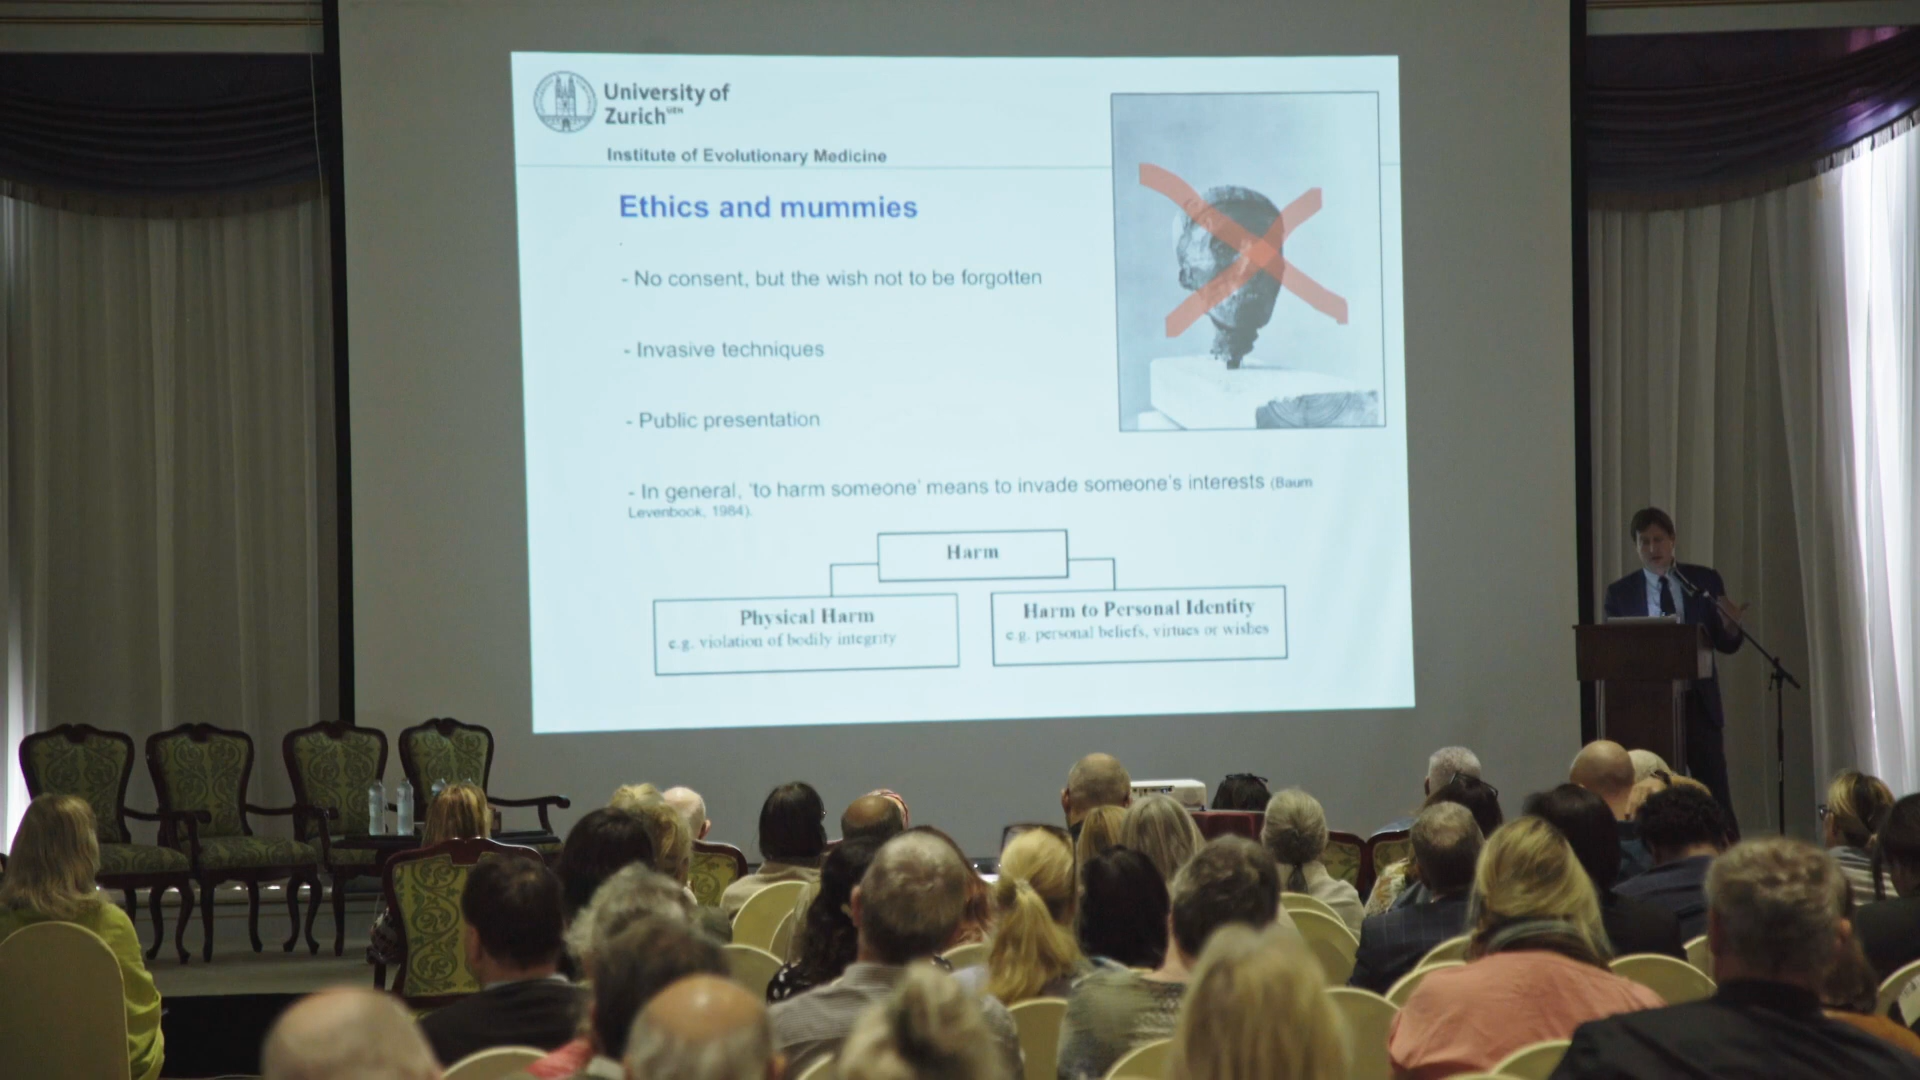 University of
Zurich UZH
Institute of Evolutionary Medicine
Ethics and mummies
- No consent, but the wish not to be forgotten
- Invasive techniques
- Public presentation
- In general, 'to harm someone' means to invade someone's interests (Baum
Levenbook, 1984).
Harm
Physical Harm
e.g. violation of bodily integrity
Harm to Personal Identity
e.g. personal beliefs, virtues or wishes